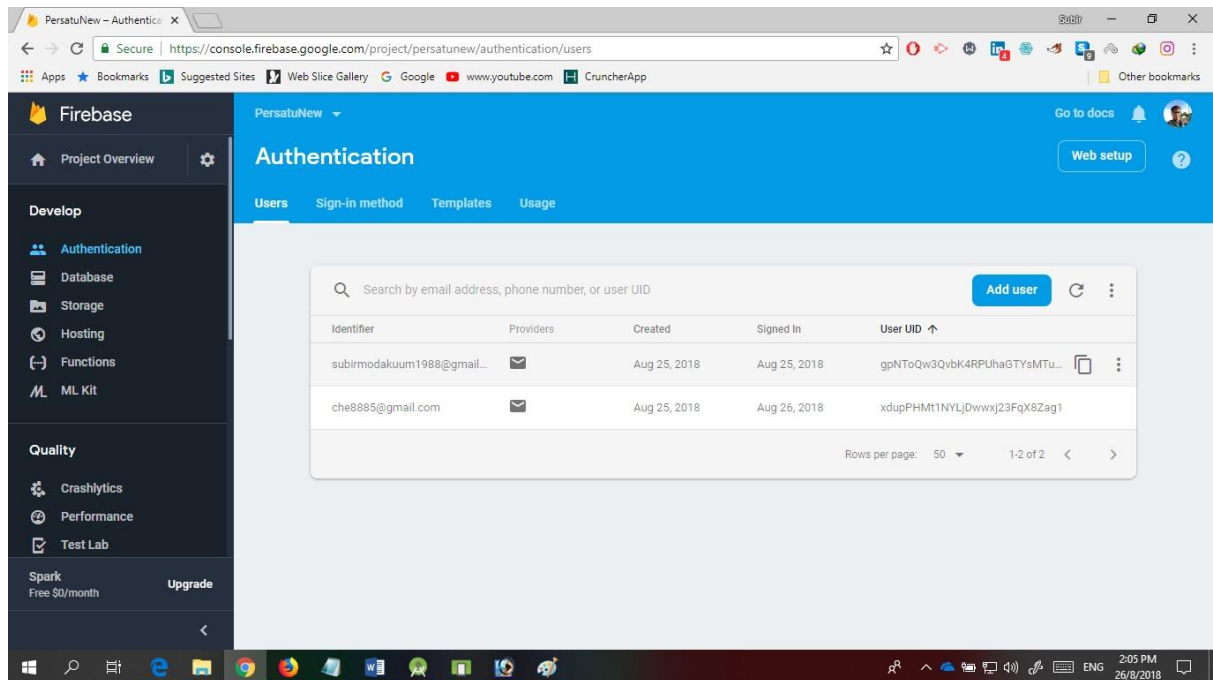 PersatuNew – Authentica
Subir
Secure | https://console.firebase.google.com/project/persatunew/authentication/users
Apps Bookmarks Suggested Sites Web Slice Gallery Google www.youtube.com CruncherApp Other bookmarks
Firebase
PersatuNew
Go to docs
Project Overview
Authentication
Web setup
Develop
Users Sign-in method Templates Usage
Authentication
Database
Storage
Hosting
Functions
ML Kit
Search by email address, phone number, or user UID
Add user
Identifier Providers Created Signed In User UID
subirmodakuum1988@gmail... Aug 25, 2018 Aug 25, 2018 gpNToQw3QvbK4RPUhaGTYsMTu...
che8885@gmail.com Aug 25, 2018 Aug 26, 2018 xdupPHMt1NYLjDwwxj23FqX8Zag1
Rows per page: 50 1-2 of 2
Quality
Crashlytics
Performance
Test Lab
Spark
Free $0/month
Upgrade
ENG
2:05 PM
26/8/2018